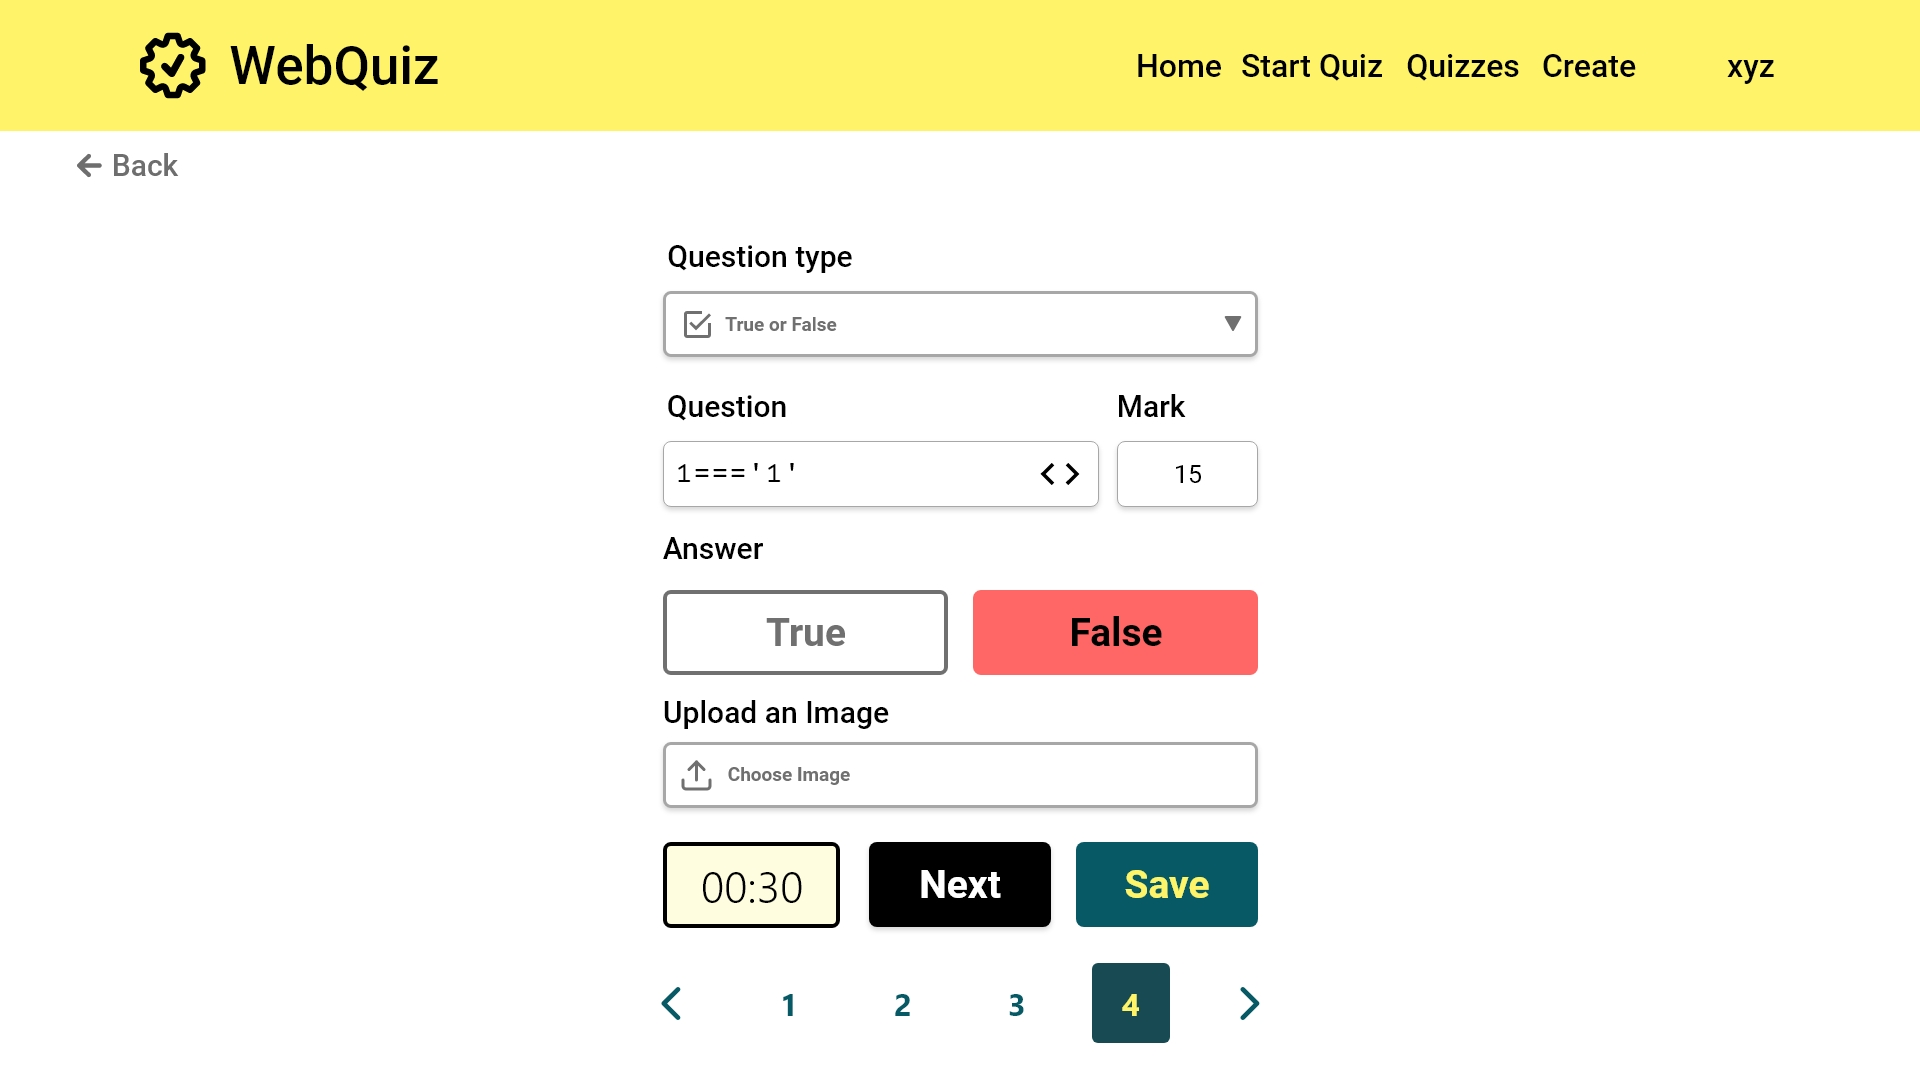 WebQuiz
Home Start Quiz Quizzes Create xyz
Back
Question type
True or False
Question Mark
1==='1' <> 15
Answer
True False
Upload an Image
Choose Image
00:30 Next Save
1 2 3 4